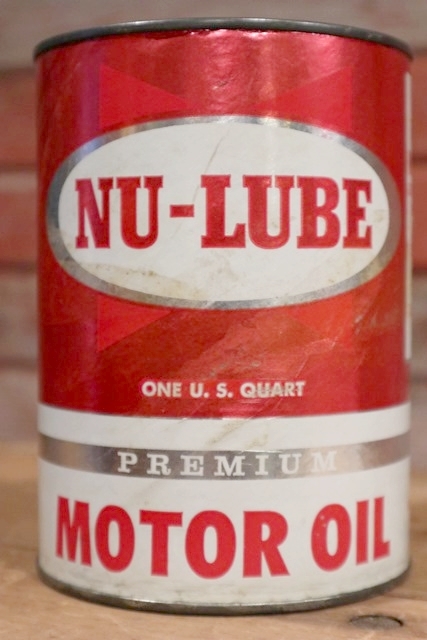 NU-LUBE
ONE U. S. QUART
PREMIUM
MOTOR OIL